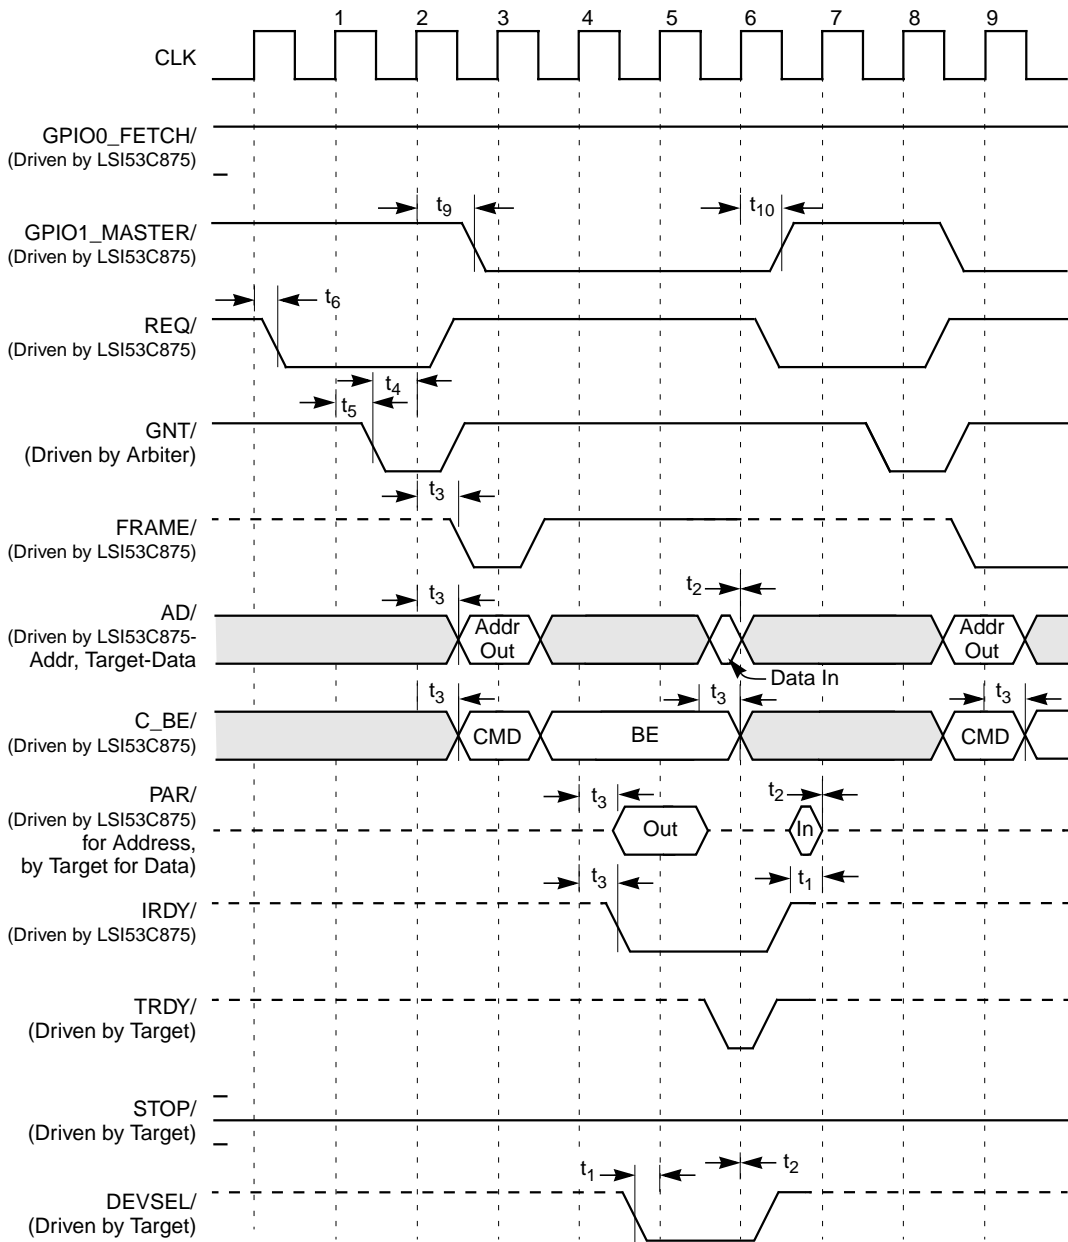 1 2 3 4 5 6 7 8 9
CLK
GPIO0_FETCH/
(Driven by LSI53C875)
t9 t10
GPIO1_MASTER/
(Driven by LSI53C875)
t6
REQ/
(Driven by LSI53C875)
t4
t5
GNT/
(Driven by Arbiter)
t3
FRAME/
(Driven by LSI53C875)
t3 t2
AD/
(Driven by LSI53C875-
Addr, Target-Data
Addr
Out
Addr
Out
Data In
t3 t3 t3
C_BE/
(Driven by LSI53C875)
CMD BE CMD
PAR/
(Driven by LSI53C875)
for Address,
by Target for Data)
t3 t2
Out In
t3 t1
IRDY/
(Driven by LSI53C875)
TRDY/
(Driven by Target)
STOP/
(Driven by Target)
t1 t2
DEVSEL/
(Driven by Target)